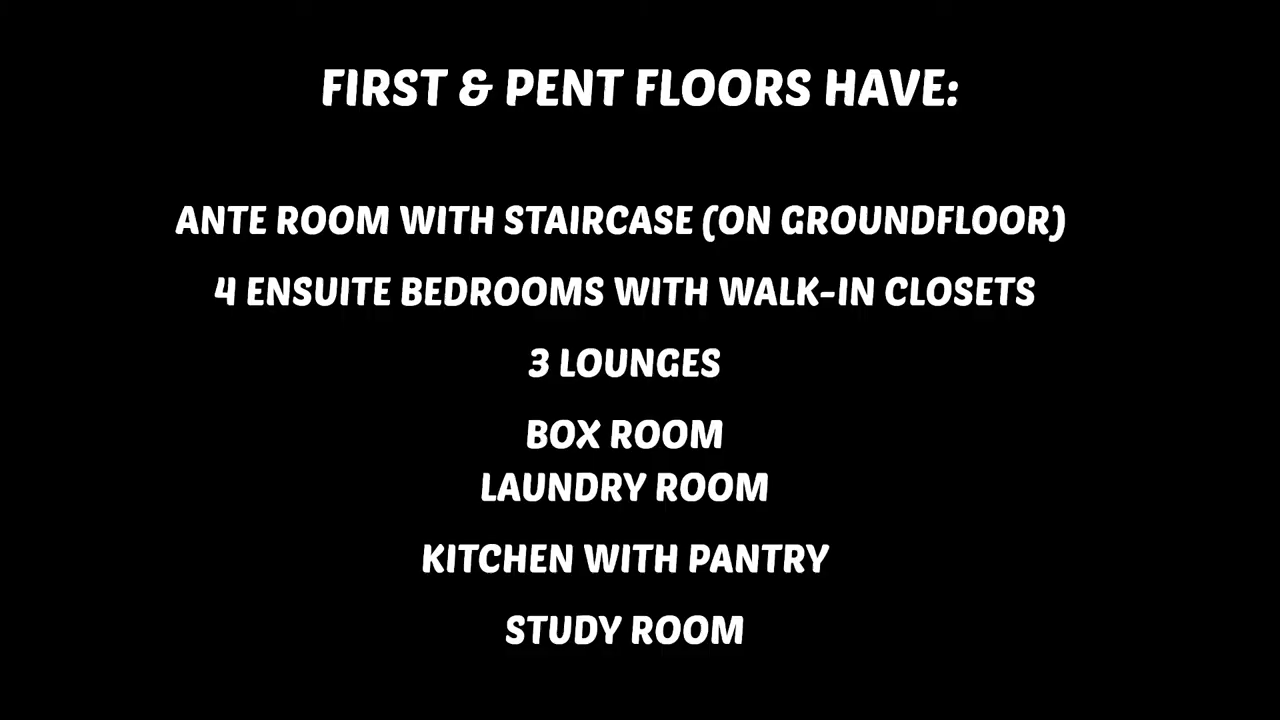 FIRST & PENT FLOORS HAVE:
ANTE ROOM WITH STAIRCASE (ON GROUNDFLOOR)
4 ENSUITE BEDROOMS WITH WALK-IN CLOSETS
3 LOUNGES
BOX ROOM
LAUNDRY ROOM
KITCHEN WITH PANTRY
STUDY ROOM